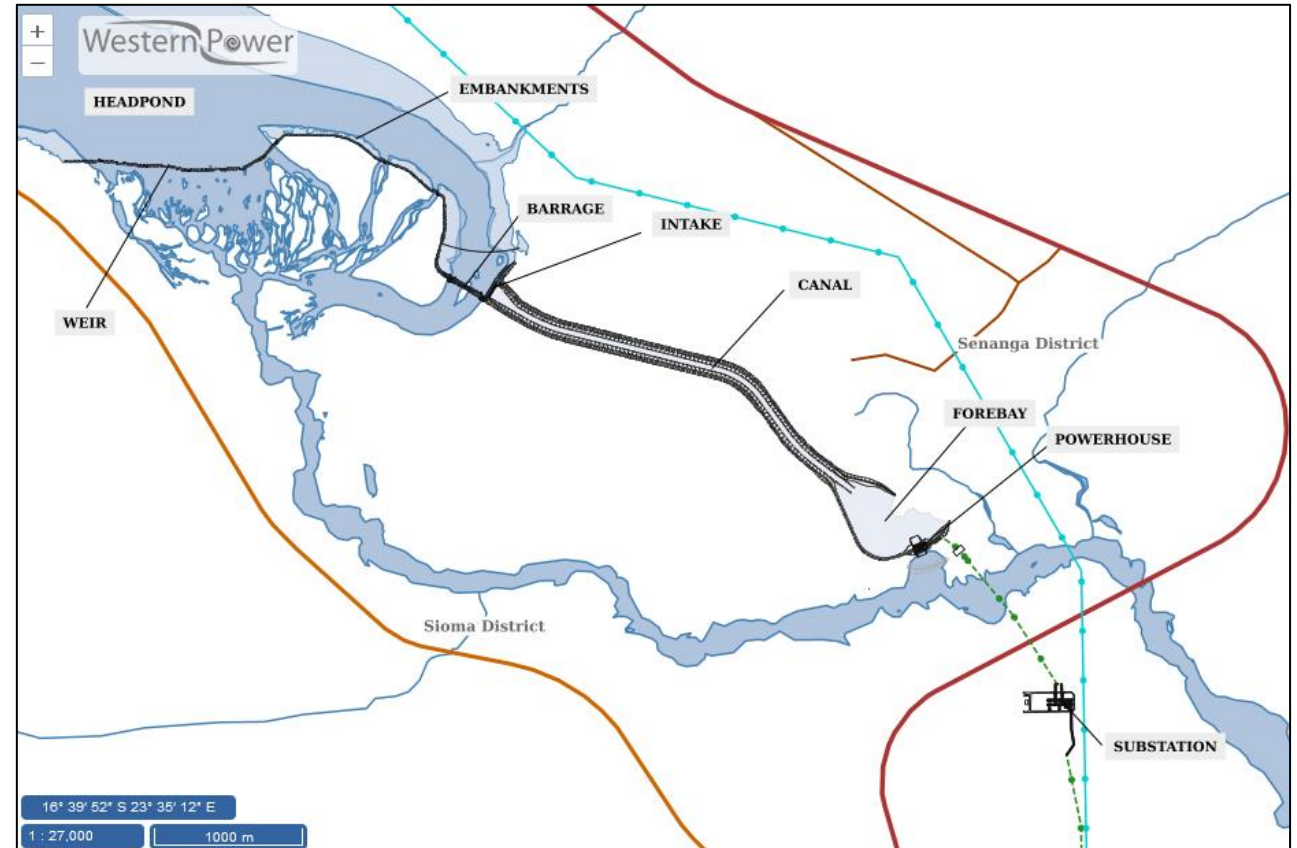 +
−
Western Power
HEADPOND
EMBANKMENTS
BARRAGE
INTAKE
CANAL
WEIR
Senanga District
FOREBAY
POWERHOUSE
Sioma District
SUBSTATION
16° 39' 52" S 23° 35' 12" E
1 : 27,000
1000 m